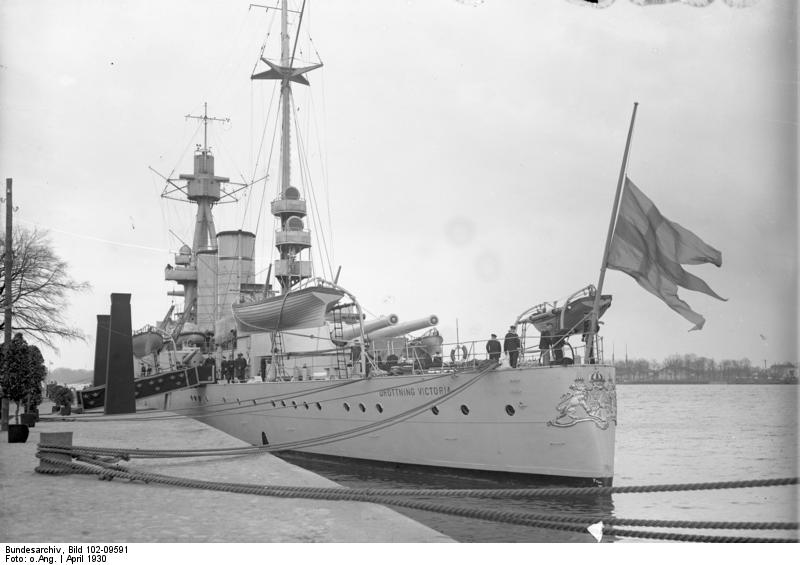 DROTTNING VICTORIA
Bundesarchiv, Bild 102-09591
Foto: o.Ang. | April 1930